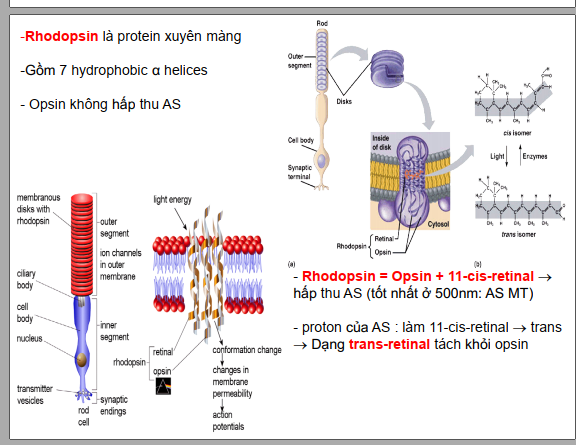 -Rhodopsin là protein xuyên màng
-Gồm 7 hydrophobic α helices
- Opsin không hấp thu AS
Rod
Outer
segment
Disks
Cell body
Synaptic
terminal
Inside
of disk
Cytosol
Retinal
Rhodopsin
Opsin
(a)
cis isomer
Light
Enzymes
trans isomer
(b)
membranous
disks with
rhodopsin
outer
segment
ion channels
in outer
membrane
ciliary
body
cell
body
nucleus
inner
segment
transmitter
vesicles
synaptic
endings
rod
cell
light energy
rhodopsin
retinal
opsin
conformation change
changes in
membrane
permeability
action
potentials
- Rhodopsin = Opsin + 11-cis-retinal →
hấp thu AS (tốt nhất ở 500nm: AS MT)
- proton của AS : làm 11-cis-retinal → trans
→ Dạng trans-retinal tách khỏi opsin